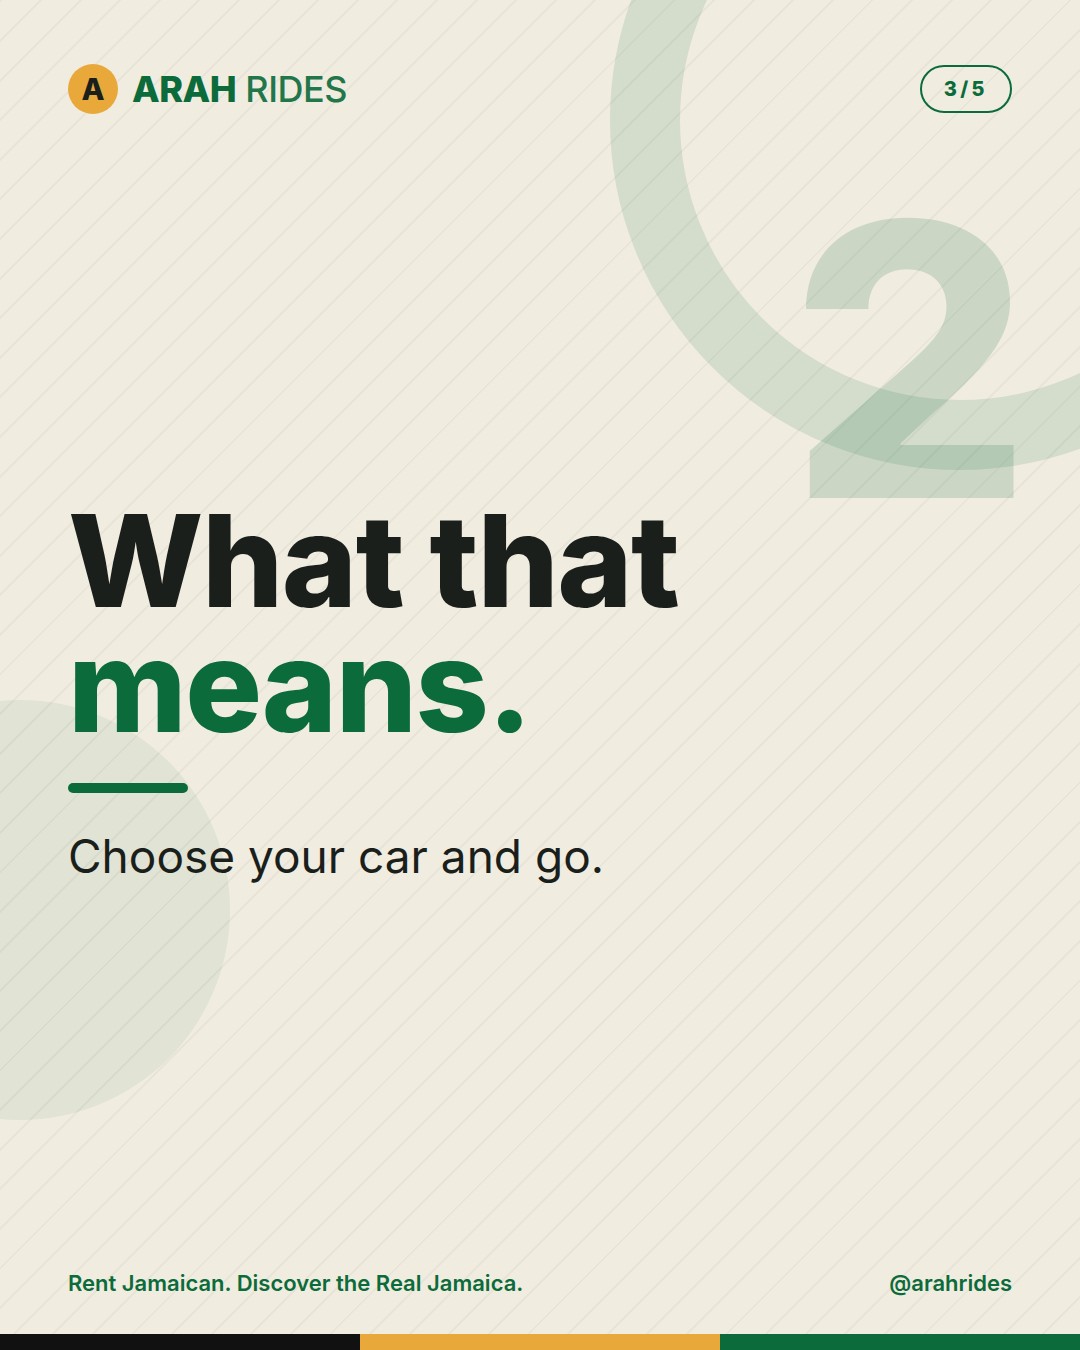 A ARAH RIDES
3/5
2
What that
means.
Choose your car and go.
Rent Jamaican. Discover the Real Jamaica.
@arahrides